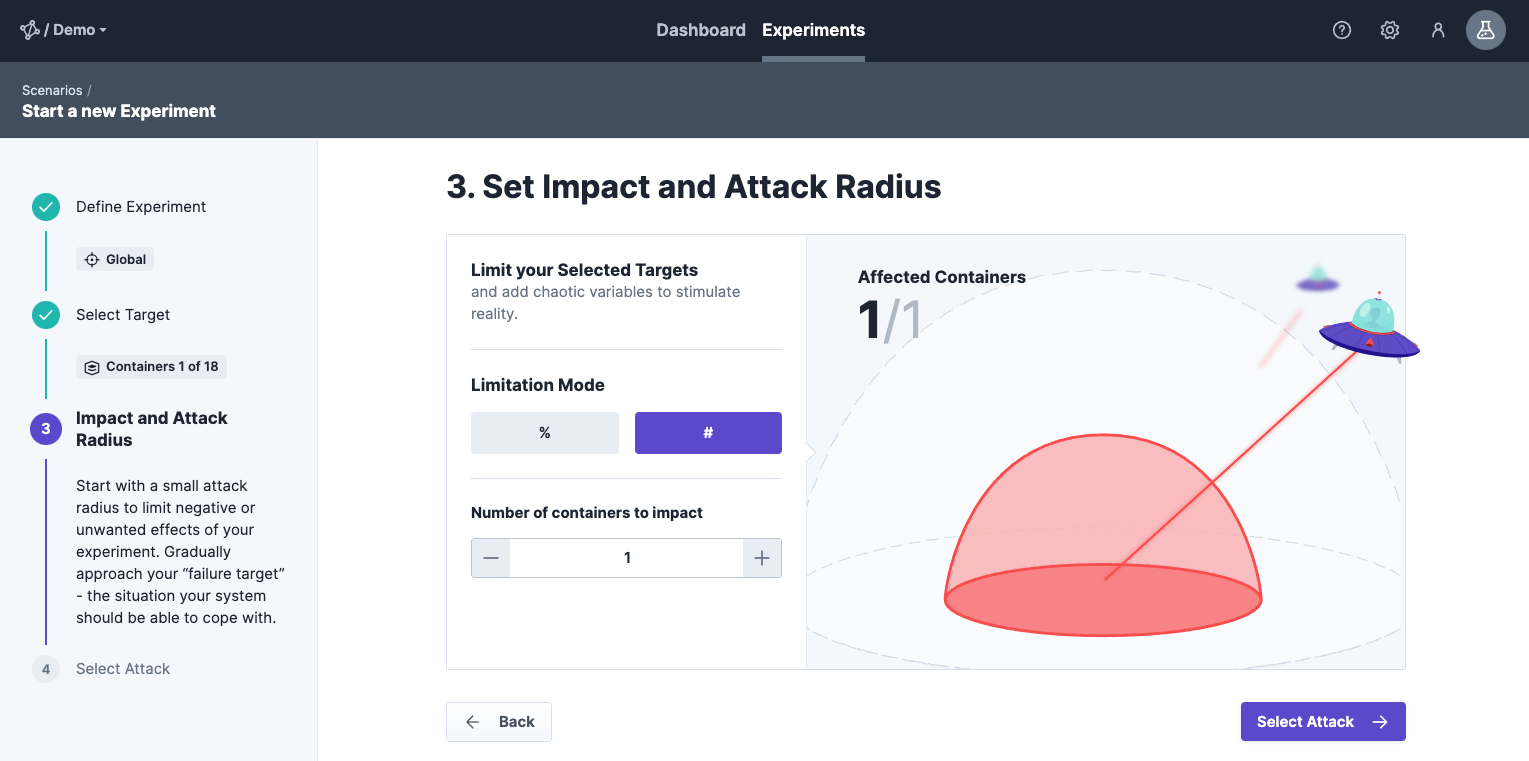 / Demo
Dashboard
Experiments
Scenarios /
Start a new Experiment
Define Experiment
Global
Select Target
Containers 1 of 18
3
Impact and Attack
Radius
Start with a small attack
radius to limit negative or
unwanted effects of your
experiment. Gradually
approach your “failure target”
- the situation your system
should be able to cope with.
4
Select Attack
3. Set Impact and Attack Radius
Limit your Selected Targets
and add chaotic variables to stimulate
reality.
Limitation Mode
%
#
Number of containers to impact
1
Affected Containers
1/1
Back
Select Attack